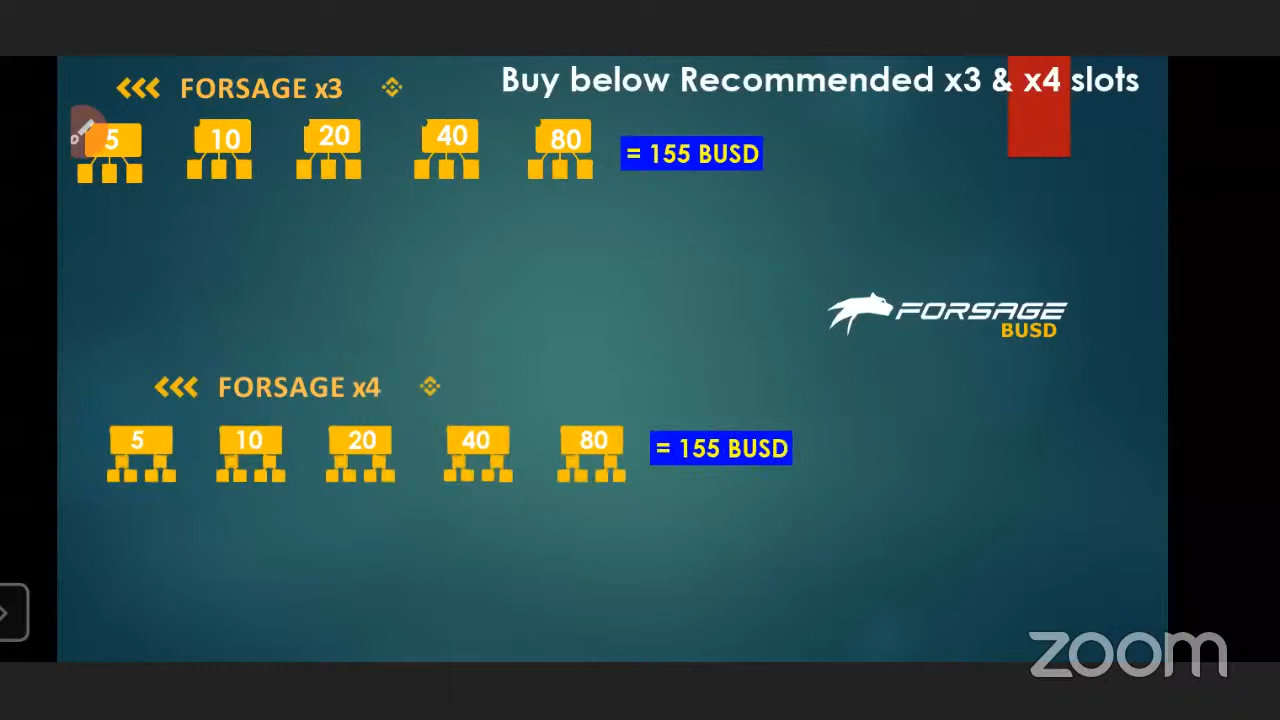 Buy below Recommended x3 & x4 slots
FORSAGE x3
5 10 20 40 80 = 155 BUSD
FORSAGE
BUSD
FORSAGE x4
5 10 20 40 80 = 155 BUSD
zoom